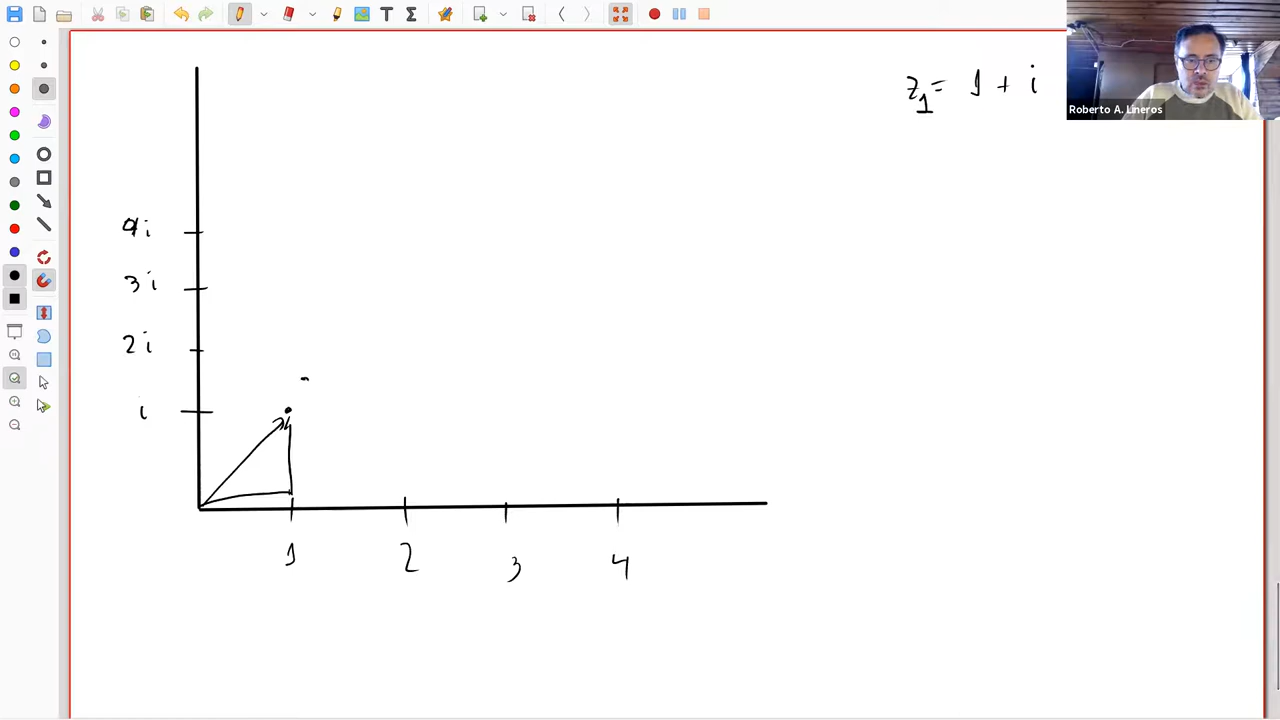 z₁ = 1 + i
Roberto A. Lineros
4i
3i
2i
i
1 2 3 4